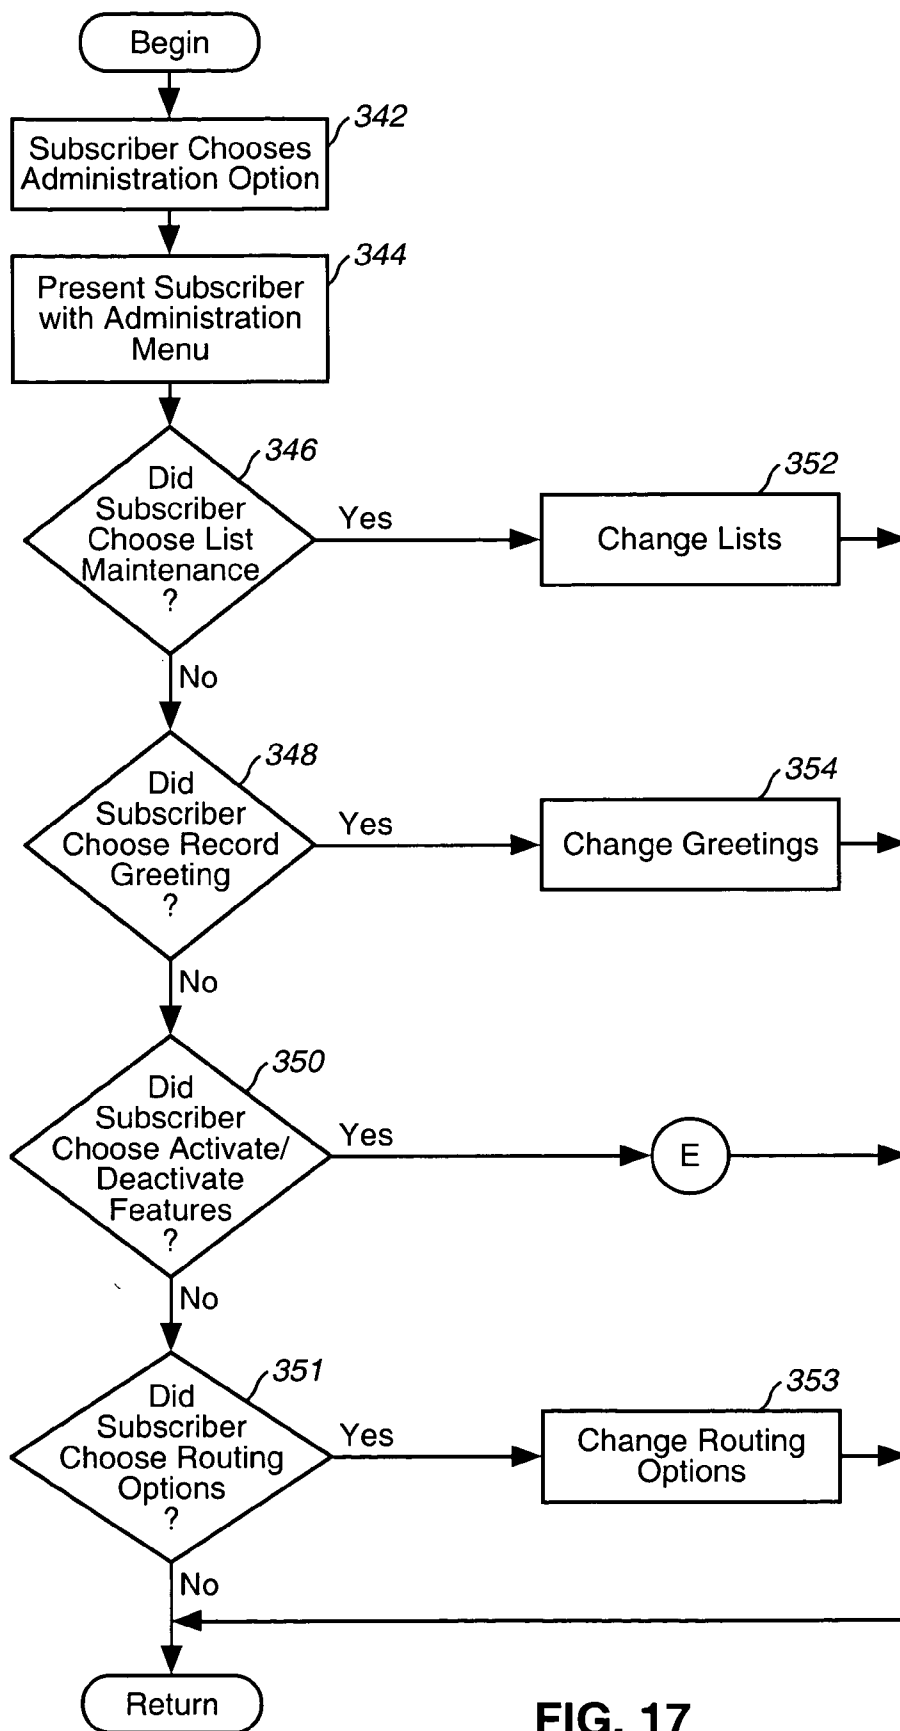 Begin
342
Subscriber Chooses
Administration Option
344
Present Subscriber
with Administration
Menu
346
Did
Subscriber
Choose List
Maintenance
?
Yes
352
Change Lists
No
348
Did
Subscriber
Choose Record
Greeting
?
Yes
354
Change Greetings
No
350
Did
Subscriber
Choose Activate/
Deactivate
Features
?
Yes
E
No
351
Did
Subscriber
Choose Routing
Options
?
Yes
353
Change Routing
Options
No
Return
FIG. 17